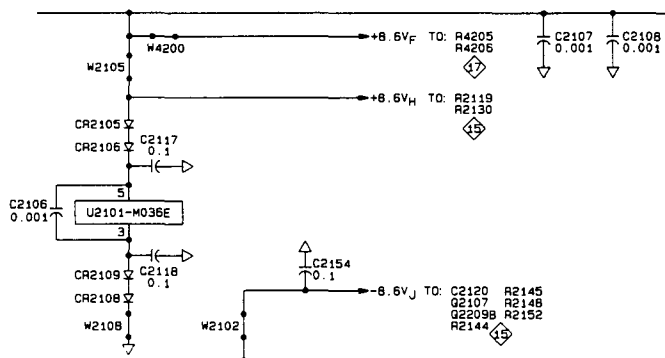 W4200
+8.6VF TO: R4205
R4206
17
C2107
0.001
C2108
0.001
W2105
+8.6VH TO: R2119
R2130
15
CR2105
CR2106
C2117
0.1
C2106
0.001
5
U2101-M036E
3
C2118
0.1
CR2109
CR2108
W2108
C2154
0.1
W2102
-8.6VJ TO: C2120 R2145
Q2107 R2148
Q2209B R2152
R2144
15